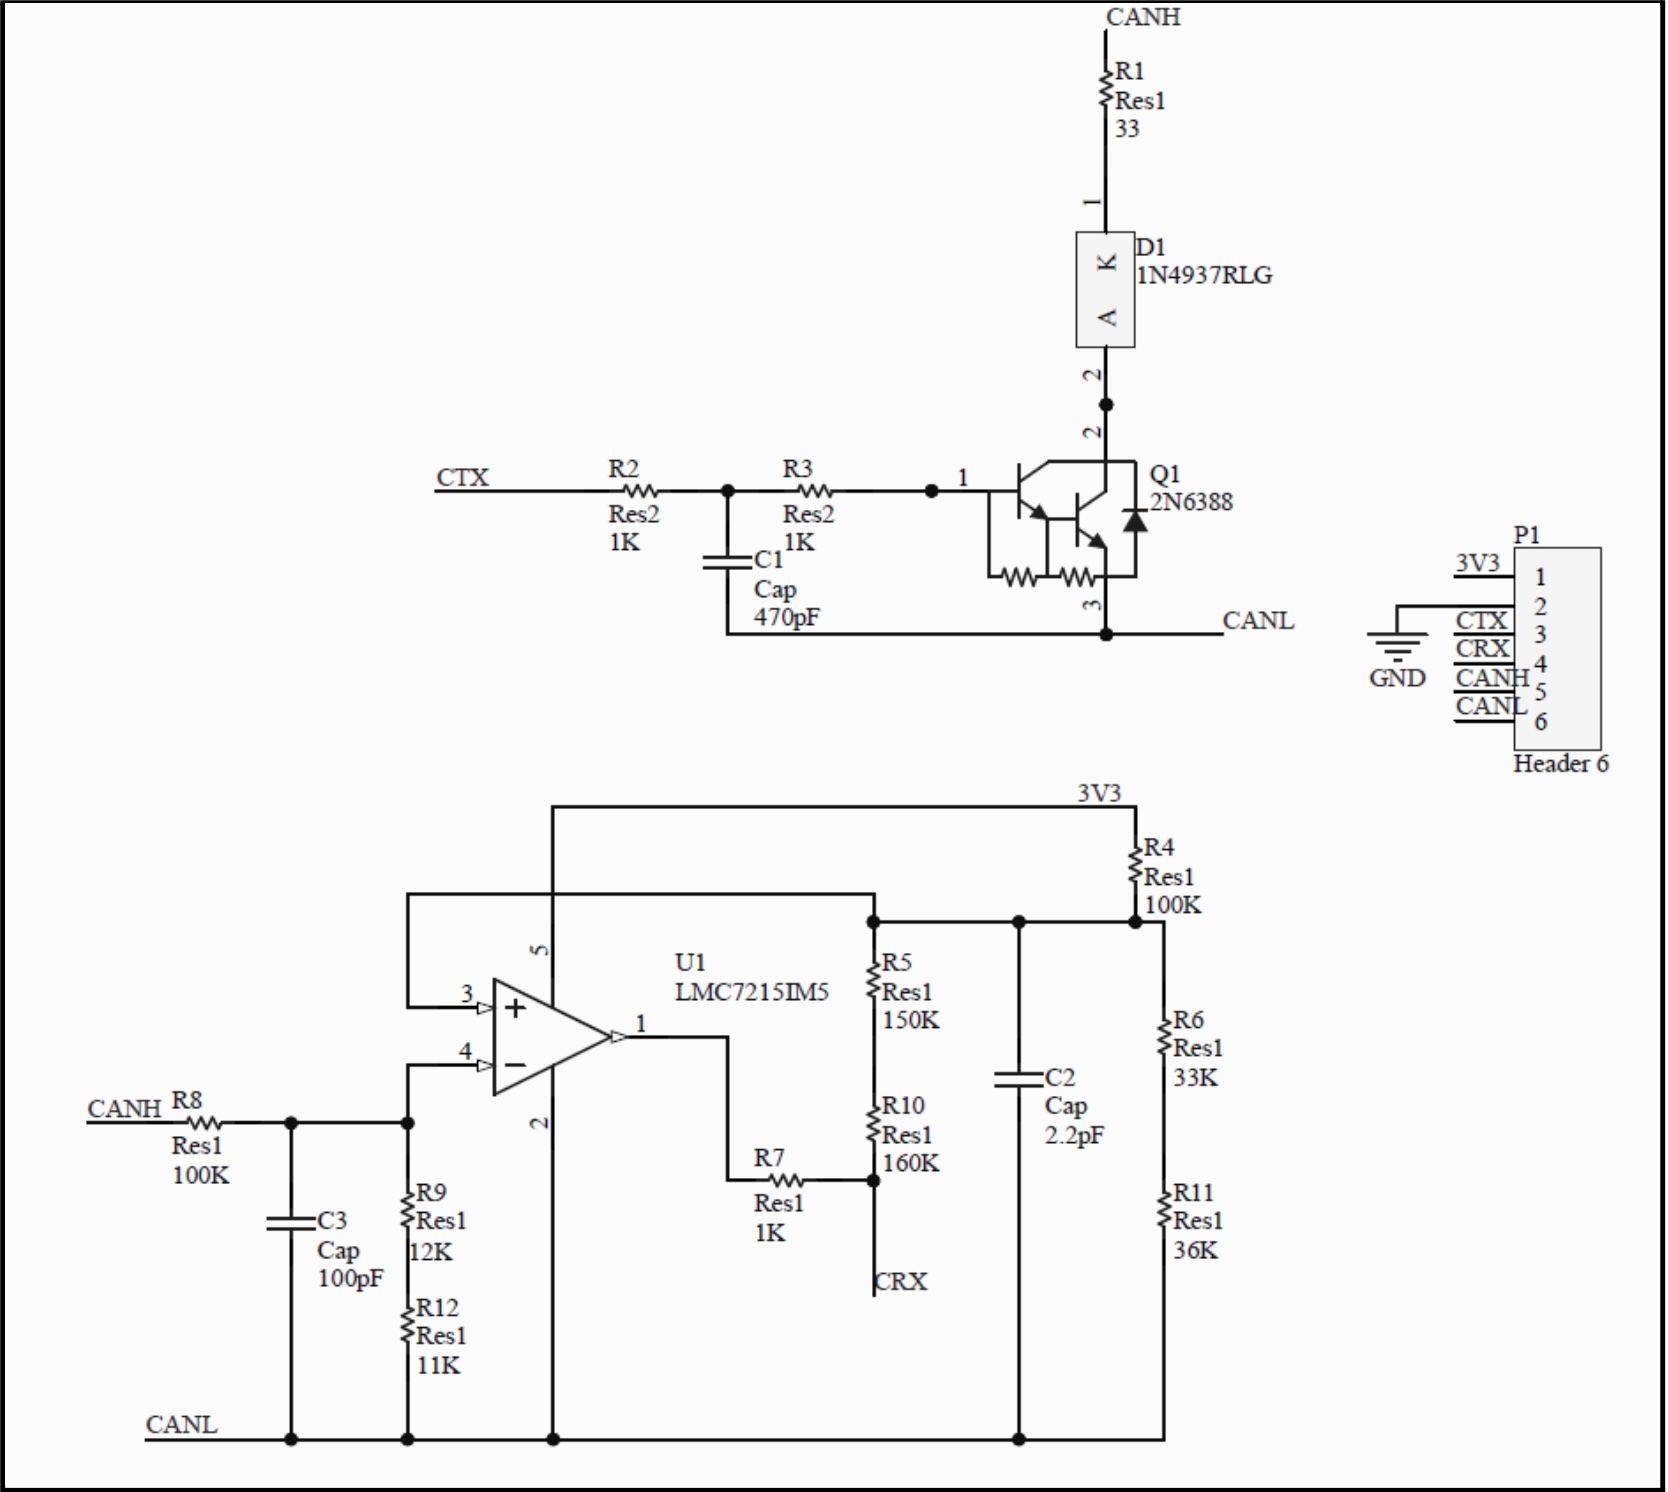 CANH
R1
Res1
33
1
K
A
D1
1N4937RLG
2
2
CTX
R2
Res2
1K
R3
Res2
1K
C1
Cap
470pF
1
Q1
2N6388
3
CANL
P1
3V3
1
2
CTX
3
CRX
4
CANH
5
CANL
6
GND
Header 6
3V3
R4
Res1
100K
5
U1
LMC7215IM5
3
+
4
−
1
2
R5
Res1
150K
R6
Res1
33K
C2
Cap
2.2pF
R10
Res1
160K
CANH
R8
Res1
100K
R7
Res1
1K
R9
Res1
12K
R11
Res1
36K
C3
Cap
100pF
CRX
R12
Res1
11K
CANL